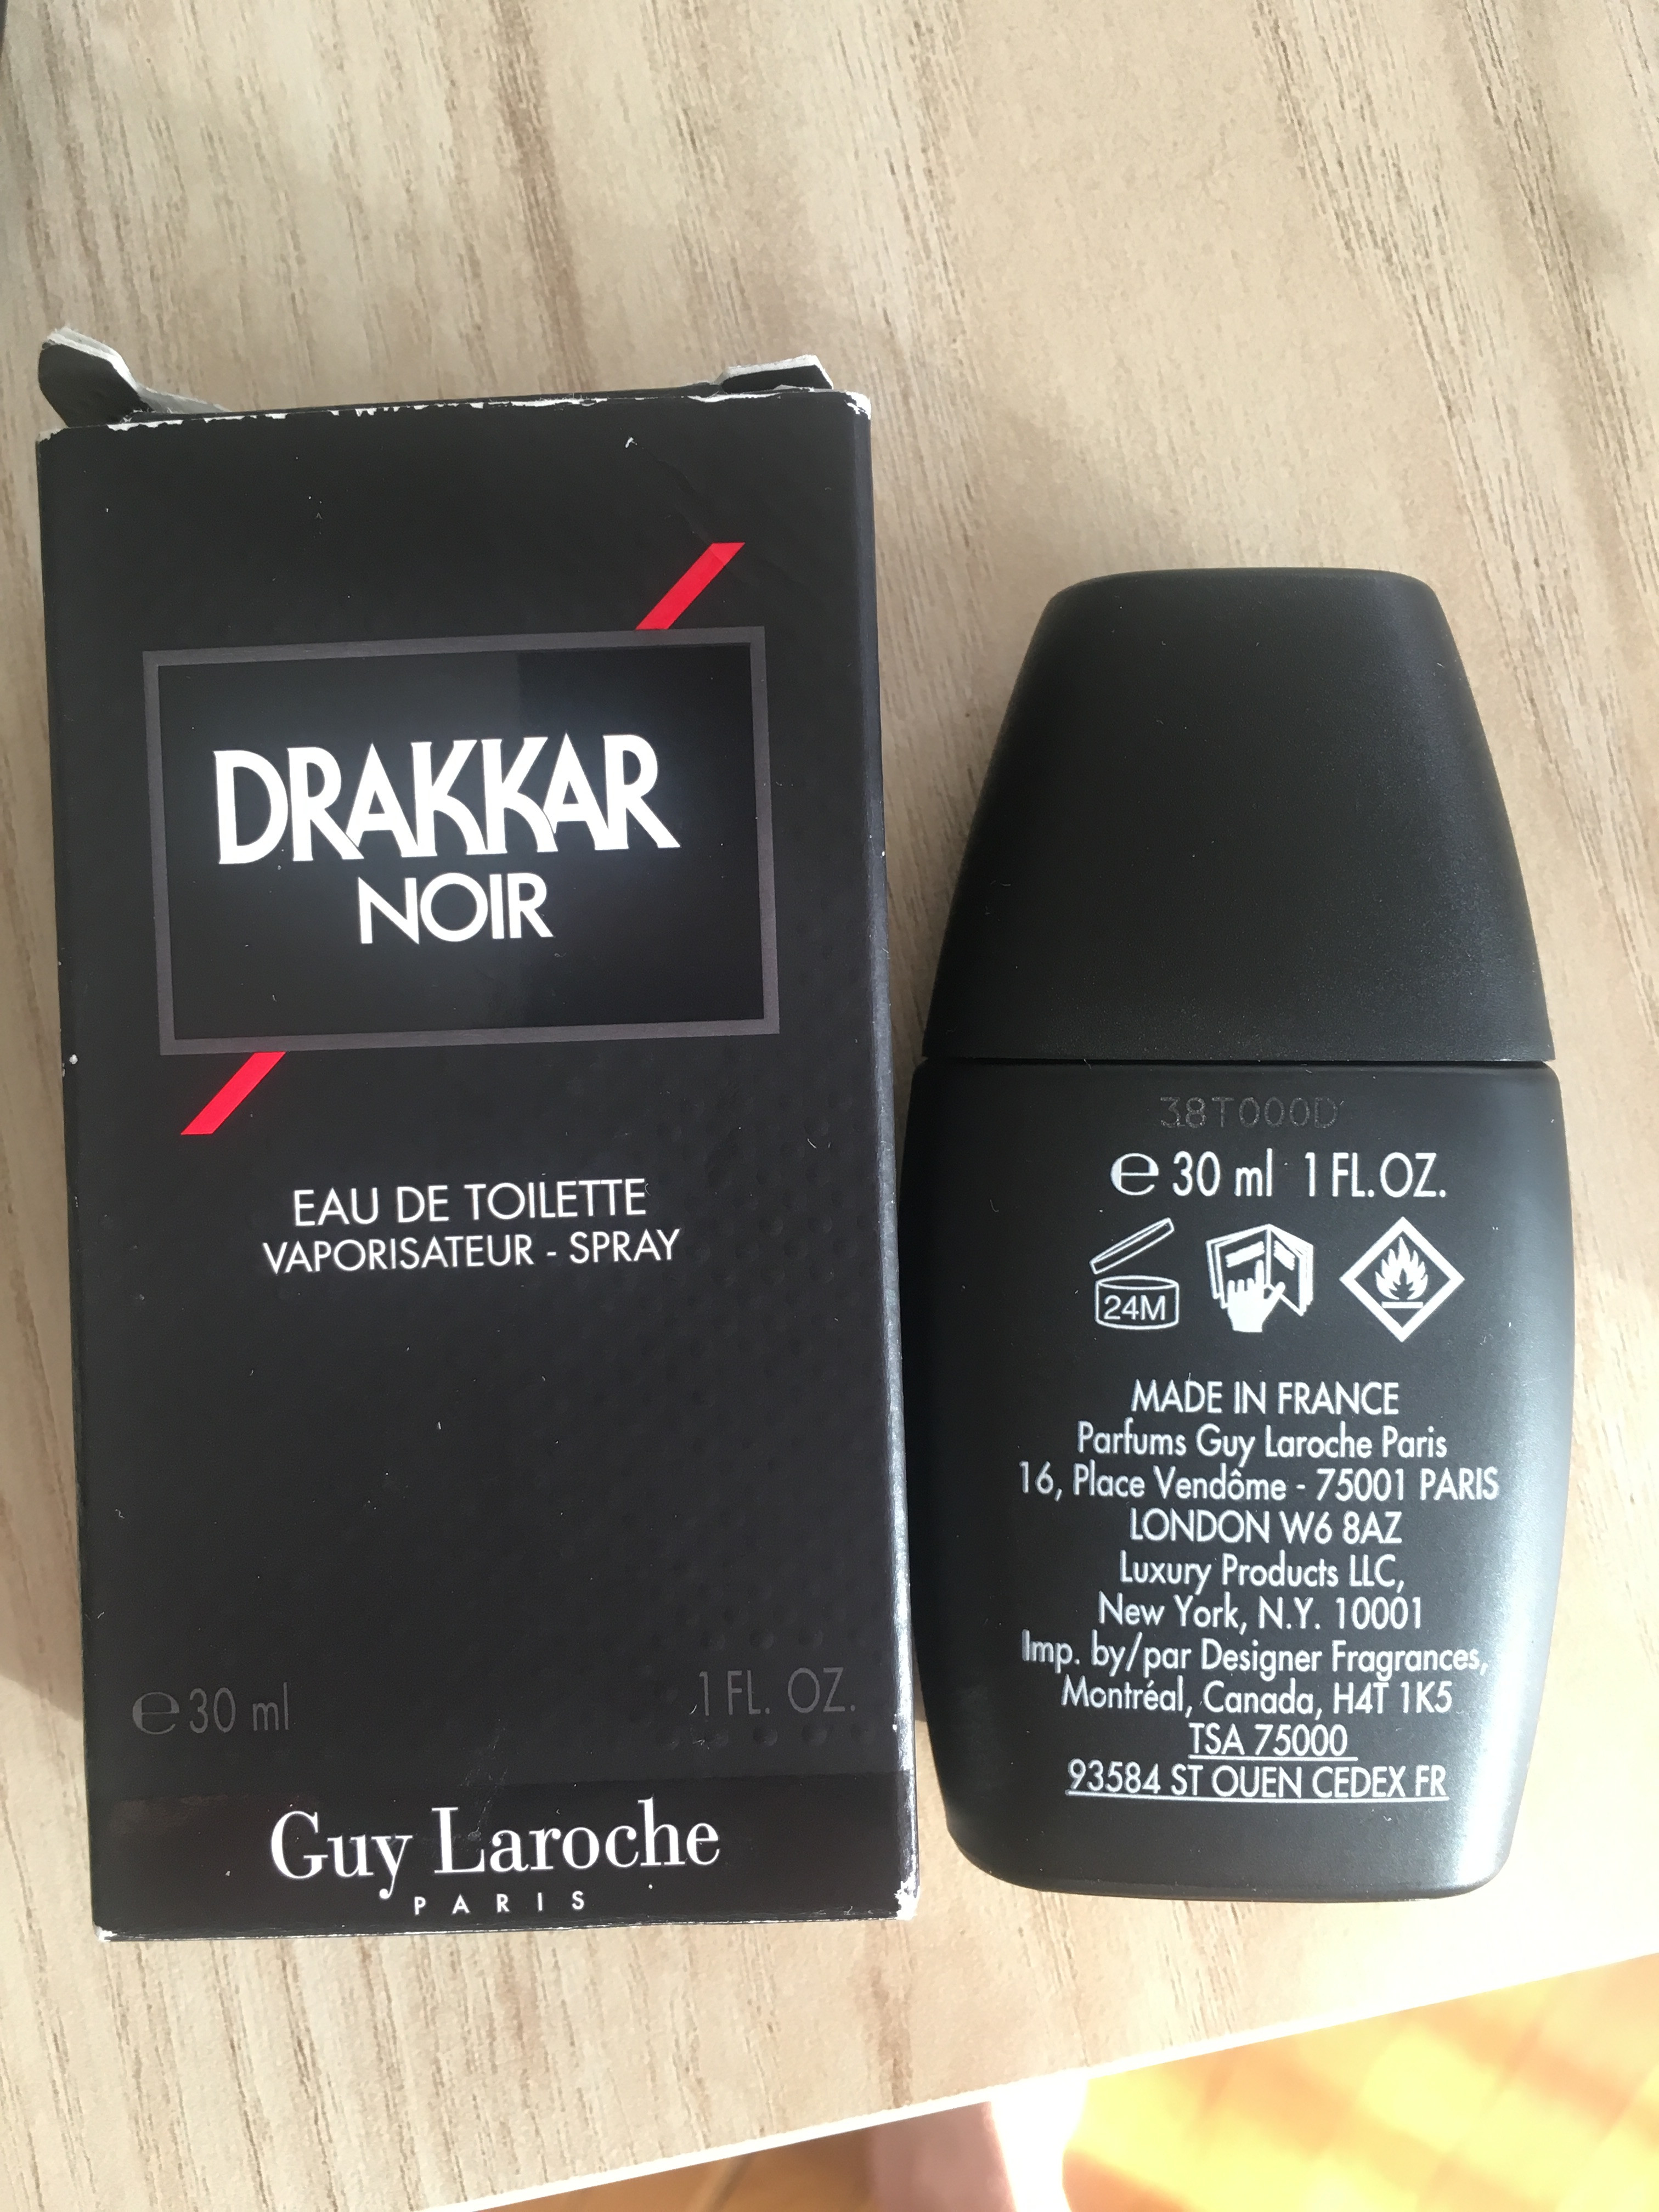 DRAKKAR
NOIR
EAU DE TOILETTE
VAPORISATEUR - SPRAY
℮ 30 ml 1 FL. OZ.
Guy Laroche
PARIS
38T000D
℮ 30 ml 1 FL.OZ.
24M
MADE IN FRANCE
Parfums Guy Laroche Paris
16, Place Vendôme - 75001 PARIS
LONDON W6 8AZ
Luxury Products LLC,
New York, N.Y. 10001
Imp. by/par Designer Fragrances,
Montréal, Canada, H4T 1K5
TSA 75000
93584 ST OUEN CEDEX FR